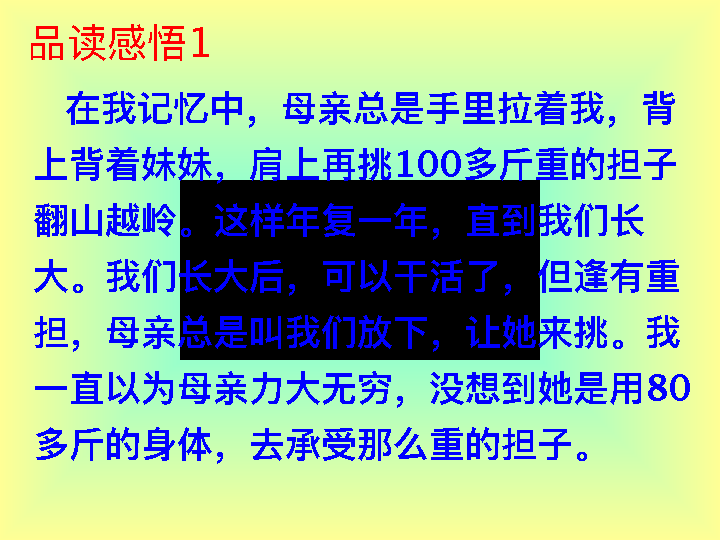 品读感悟1
在我记忆中，母亲总是手里拉着我，背
上背着妹妹，肩上再挑100多斤重的担子
翻山越岭。这样年复一年，直到我们长
大。我们长大后，可以干活了，但逢有重
担，母亲总是叫我们放下，让她来挑。我
一直以为母亲力大无穷，没想到她是用80
多斤的身体，去承受那么重的担子。